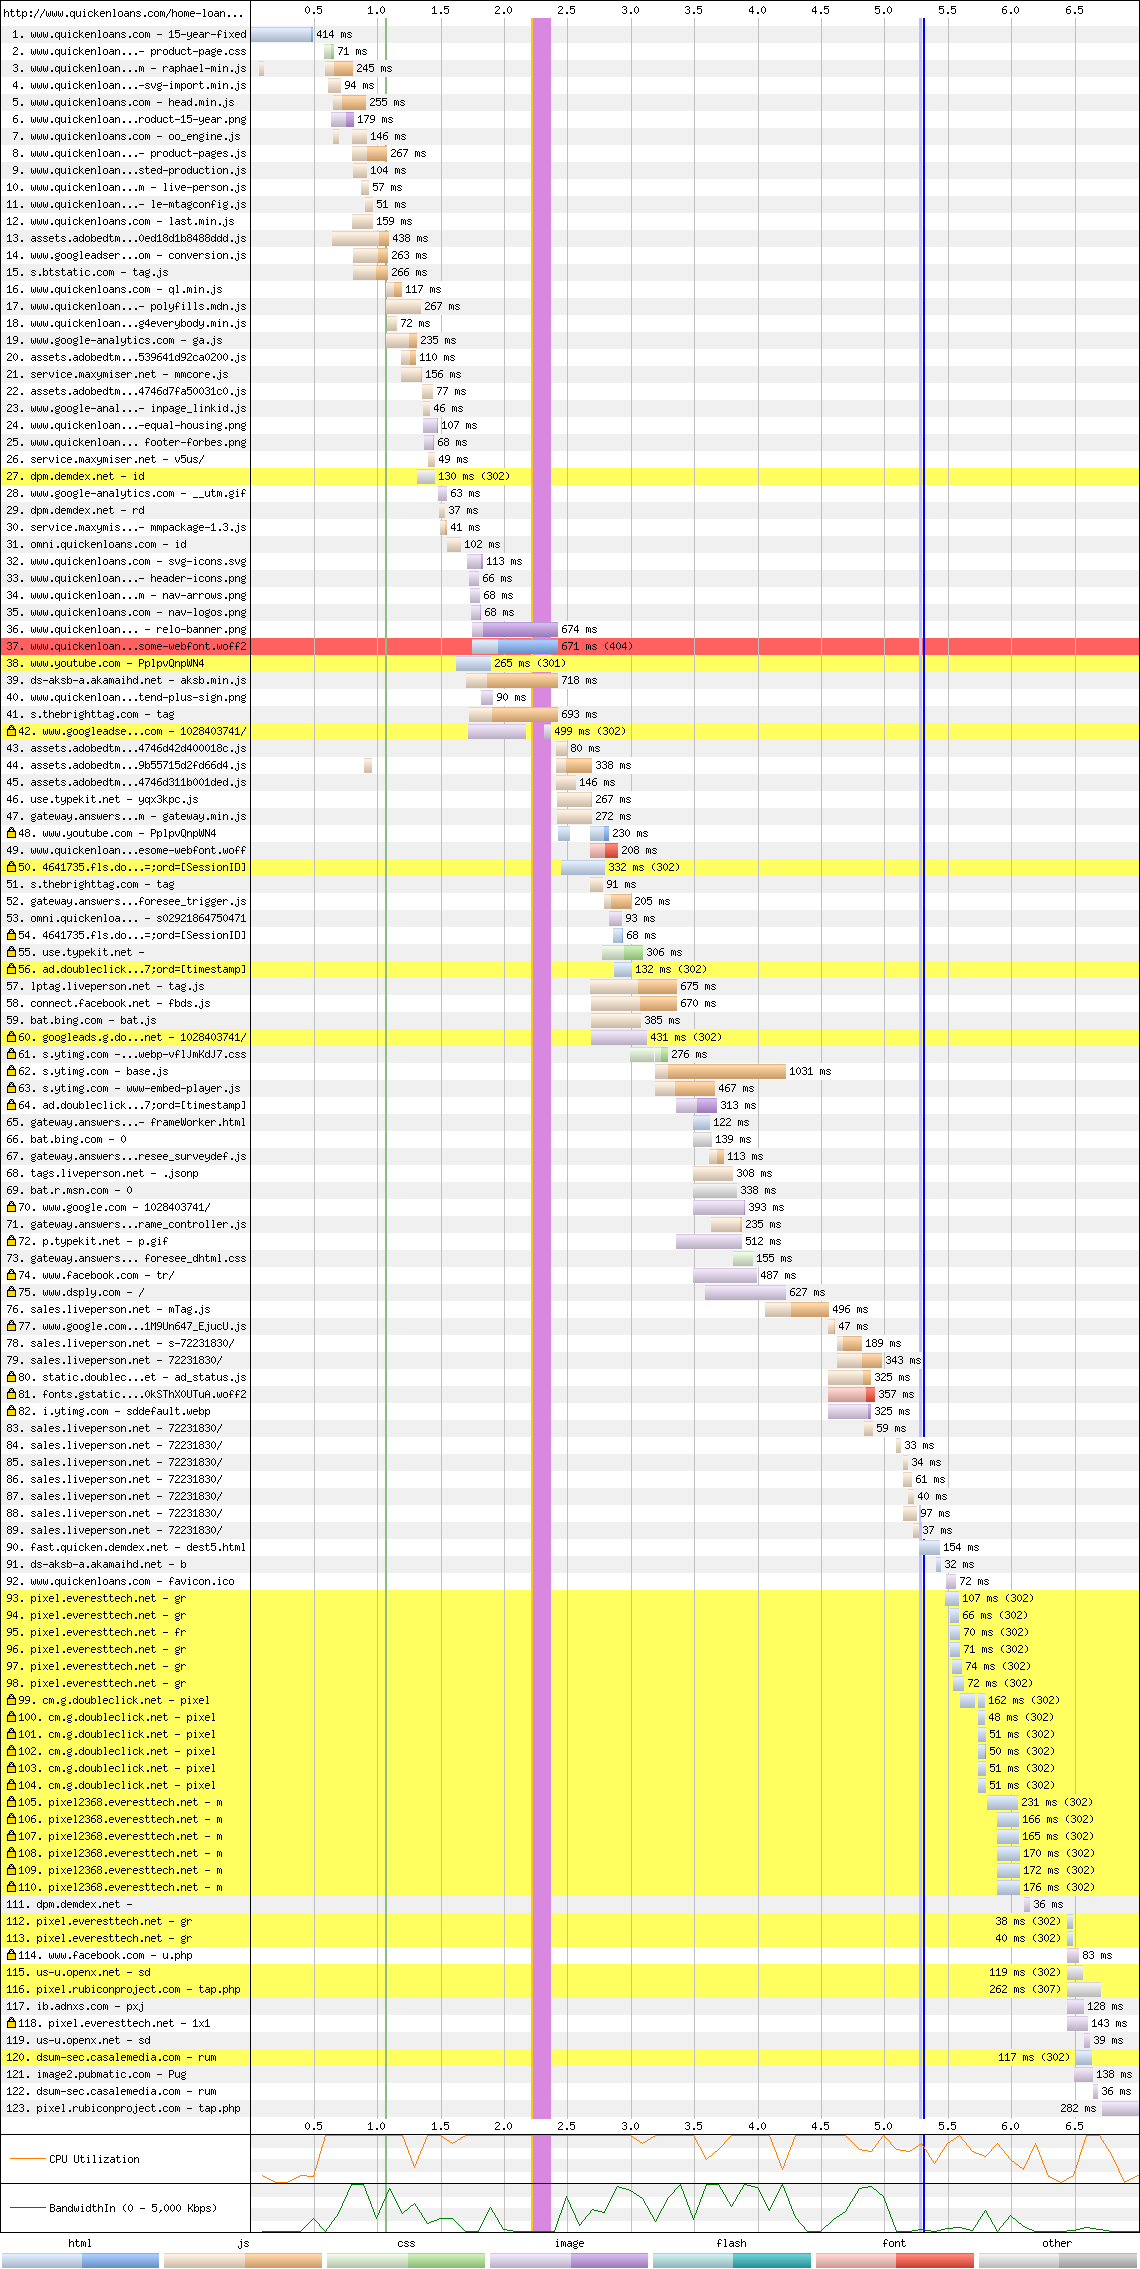 http://www.quickenloans.com/home-loan... 0.5 1.0 1.5 2.0 2.5 3.0 3.5 4.0 4.5 5.0 5.5 6.0 6.5
1. www.quickenloans.com - 15-year-fixed 414 ms
2. www.quickenloan...- product-page.css 71 ms
3. www.quickenloan...m - raphael-min.js 245 ms
4. www.quickenloan...-svg-import.min.js 94 ms
5. www.quickenloans.com - head.min.js 255 ms
6. www.quickenloan...roduct-15-year.png 179 ms
7. www.quickenloans.com - oo_engine.js 146 ms
8. www.quickenloan...- product-pages.js 267 ms
9. www.quickenloan...sted-production.js 104 ms
10. www.quickenloan...m - live-person.js 57 ms
11. www.quickenloan...- le-mtagconfig.js 51 ms
12. www.quickenloans.com - last.min.js 159 ms
13. assets.adobedtm...0ed18d1b8488ddd.js 438 ms
14. www.googleadser...om - conversion.js 263 ms
15. s.btstatic.com - tag.js 266 ms
16. www.quickenloans.com - ql.min.js 117 ms
17. www.quickenloan...- polyfills.mdn.js 267 ms
18. www.quickenloan...g4everybody.min.js 72 ms
19. www.google-analytics.com - ga.js 235 ms
20. assets.adobedtm...539641d92ca0200.js 110 ms
21. service.maxymiser.net - mmcore.js 156 ms
22. assets.adobedtm...4746d7fa50031c0.js 77 ms
23. www.google-anal...- inpage_linkid.js 46 ms
24. www.quickenloan...-equal-housing.png 107 ms
25. www.quickenloan... footer-forbes.png 68 ms
26. service.maxymiser.net - v5us/ 49 ms
27. dpm.demdex.net - id 130 ms (302)
28. www.google-analytics.com - __utm.gif 63 ms
29. dpm.demdex.net - rd 37 ms
30. service.maxymis...- mmpackage-1.3.js 41 ms
31. omni.quickenloans.com - id 102 ms
32. www.quickenloans.com - svg-icons.svg 113 ms
33. www.quickenloan...- header-icons.png 66 ms
34. www.quickenloan...m - nav-arrows.png 68 ms
35. www.quickenloans.com - nav-logos.png 68 ms
36. www.quickenloan... - relo-banner.png 674 ms
37. www.quickenloan...some-webfont.woff2 671 ms (404)
38. www.youtube.com - PplpvQnpWN4 265 ms (301)
39. ds-aksb-a.akamaihd.net - aksb.min.js 718 ms
40. www.quickenloan...tend-plus-sign.png 90 ms
41. s.thebrighttag.com - tag 693 ms
42. www.googleadse...com - 1028403741/ 499 ms (302)
43. assets.adobedtm...4746d42d400018c.js 80 ms
44. assets.adobedtm...9b55715d2fd66d4.js 338 ms
45. assets.adobedtm...4746d311b001ded.js 146 ms
46. use.typekit.net - yqx3kpc.js 267 ms
47. gateway.answers...m - gateway.min.js 272 ms
48. www.youtube.com - PplpvQnpWN4 230 ms
49. www.quickenloan...esome-webfont.woff 208 ms
50. 4641735.fls.do...=;ord=[SessionID] 332 ms (302)
51. s.thebrighttag.com - tag 91 ms
52. gateway.answers...foresee_trigger.js 205 ms
53. omni.quickenloa... - s02921864750471 93 ms
54. 4641735.fls.do...=;ord=[SessionID] 68 ms
55. use.typekit.net - 306 ms
56. ad.doubleclick...7;ord=[timestamp] 132 ms (302)
57. lptag.liveperson.net - tag.js 675 ms
58. connect.facebook.net - fbds.js 670 ms
59. bat.bing.com - bat.js 385 ms
60. googleads.g.do...net - 1028403741/ 431 ms (302)
61. s.ytimg.com -...webp-vflJmKdJ7.css 276 ms
62. s.ytimg.com - base.js 1031 ms
63. s.ytimg.com - www-embed-player.js 467 ms
64. ad.doubleclick...7;ord=[timestamp] 313 ms
65. gateway.answers...- frameWorker.html 122 ms
66. bat.bing.com - 0 139 ms
67. gateway.answers...resee_surveydef.js 113 ms
68. tags.liveperson.net - .jsonp 308 ms
69. bat.r.msn.com - 0 338 ms
70. www.google.com - 1028403741/ 393 ms
71. gateway.answers...rame_controller.js 235 ms
72. p.typekit.net - p.gif 512 ms
73. gateway.answers... foresee_dhtml.css 155 ms
74. www.facebook.com - tr/ 487 ms
75. www.dsply.com - / 627 ms
76. sales.liveperson.net - mTag.js 496 ms
77. www.google.com...1M9Un647_EjucU.js 47 ms
78. sales.liveperson.net - s-72231830/ 189 ms
79. sales.liveperson.net - 72231830/ 343 ms
80. static.doublec...et - ad_status.js 325 ms
81. fonts.gstatic....0kSThX0UTuA.woff2 357 ms
82. i.ytimg.com - sddefault.webp 325 ms
83. sales.liveperson.net - 72231830/ 59 ms
84. sales.liveperson.net - 72231830/ 33 ms
85. sales.liveperson.net - 72231830/ 34 ms
86. sales.liveperson.net - 72231830/ 61 ms
87. sales.liveperson.net - 72231830/ 40 ms
88. sales.liveperson.net - 72231830/ 97 ms
89. sales.liveperson.net - 72231830/ 37 ms
90. fast.quicken.demdex.net - dest5.html 154 ms
91. ds-aksb-a.akamaihd.net - b 32 ms
92. www.quickenloans.com - favicon.ico 72 ms
93. pixel.everesttech.net - gr 107 ms (302)
94. pixel.everesttech.net - gr 66 ms (302)
95. pixel.everesttech.net - fr 70 ms (302)
96. pixel.everesttech.net - gr 71 ms (302)
97. pixel.everesttech.net - gr 74 ms (302)
98. pixel.everesttech.net - gr 72 ms (302)
99. cm.g.doubleclick.net - pixel 162 ms (302)
100. cm.g.doubleclick.net - pixel 48 ms (302)
101. cm.g.doubleclick.net - pixel 51 ms (302)
102. cm.g.doubleclick.net - pixel 50 ms (302)
103. cm.g.doubleclick.net - pixel 51 ms (302)
104. cm.g.doubleclick.net - pixel 51 ms (302)
105. pixel2368.everesttech.net - m 231 ms (302)
106. pixel2368.everesttech.net - m 166 ms (302)
107. pixel2368.everesttech.net - m 165 ms (302)
108. pixel2368.everesttech.net - m 170 ms (302)
109. pixel2368.everesttech.net - m 172 ms (302)
110. pixel2368.everesttech.net - m 176 ms (302)
111. dpm.demdex.net - 36 ms
112. pixel.everesttech.net - gr 38 ms (302)
113. pixel.everesttech.net - gr 40 ms (302)
114. www.facebook.com - u.php 83 ms
115. us-u.openx.net - sd 119 ms (302)
116. pixel.rubiconproject.com - tap.php 262 ms (307)
117. ib.adnxs.com - pxj 128 ms
118. pixel.everesttech.net - 1x1 143 ms
119. us-u.openx.net - sd 39 ms
120. dsum-sec.casalemedia.com - rum 117 ms (302)
121. image2.pubmatic.com - Pug 138 ms
122. dsum-sec.casalemedia.com - rum 36 ms
123. pixel.rubiconproject.com - tap.php 282 ms
0.5 1.0 1.5 2.0 2.5 3.0 3.5 4.0 4.5 5.0 5.5 6.0 6.5
CPU Utilization
BandwidthIn (0 - 5,000 Kbps)
html js css image flash font other